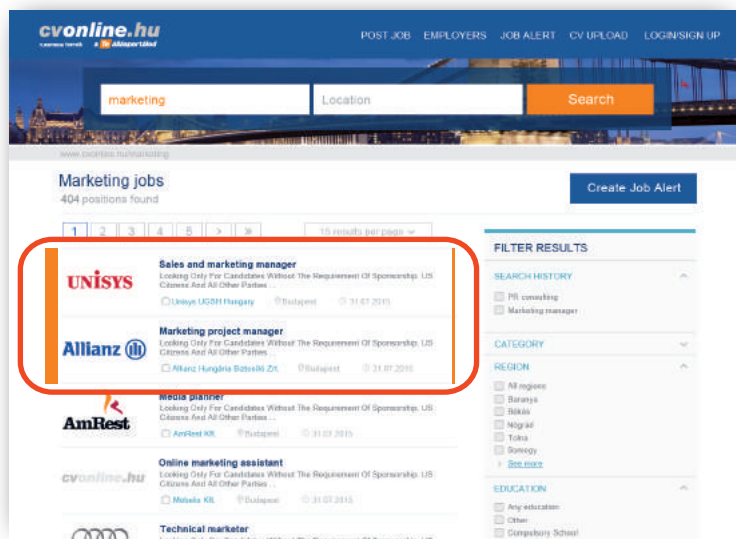 cvonline.hu
a Te állásportálod
POST JOB EMPLOYERS JOB ALERT CV UPLOAD LOGIN/SIGN UP
marketing Location Search
www.cvonline.hu/marketing
Marketing jobs
404 positions found
Create Job Alert
1 2 3 4 5 > » 15 results per page
UNISYS
Sales and marketing manager
Looking Only For Candidates Without The Requirement Of Sponsorship. US
Citizens And All Other Parties ...
Unisys UGSH Hungary Budapest 31.07.2015
Allianz
Marketing project manager
Looking Only For Candidates Without The Requirement Of Sponsorship. US
Citizens And All Other Parties ...
Allianz Hungária Biztosító Zrt. Budapest 31.07.2015
AmRest
Media planner
Looking Only For Candidates Without The Requirement Of Sponsorship. US
Citizens And All Other Parties ...
AmRest Kft. Budapest 31.07.2015
cvonline.hu
Online marketing assistant
Looking Only For Candidates Without The Requirement Of Sponsorship. US
Citizens And All Other Parties ...
Kft. Budapest 31.07.2015
Technical marketer
FILTER RESULTS
SEARCH HISTORY
PR consulting
Marketing manager
CATEGORY
REGION
All regions
Baranya
Békés
Nógrád
Tolna
Somogy
See more
EDUCATION
Any education
Other
Compulsory School